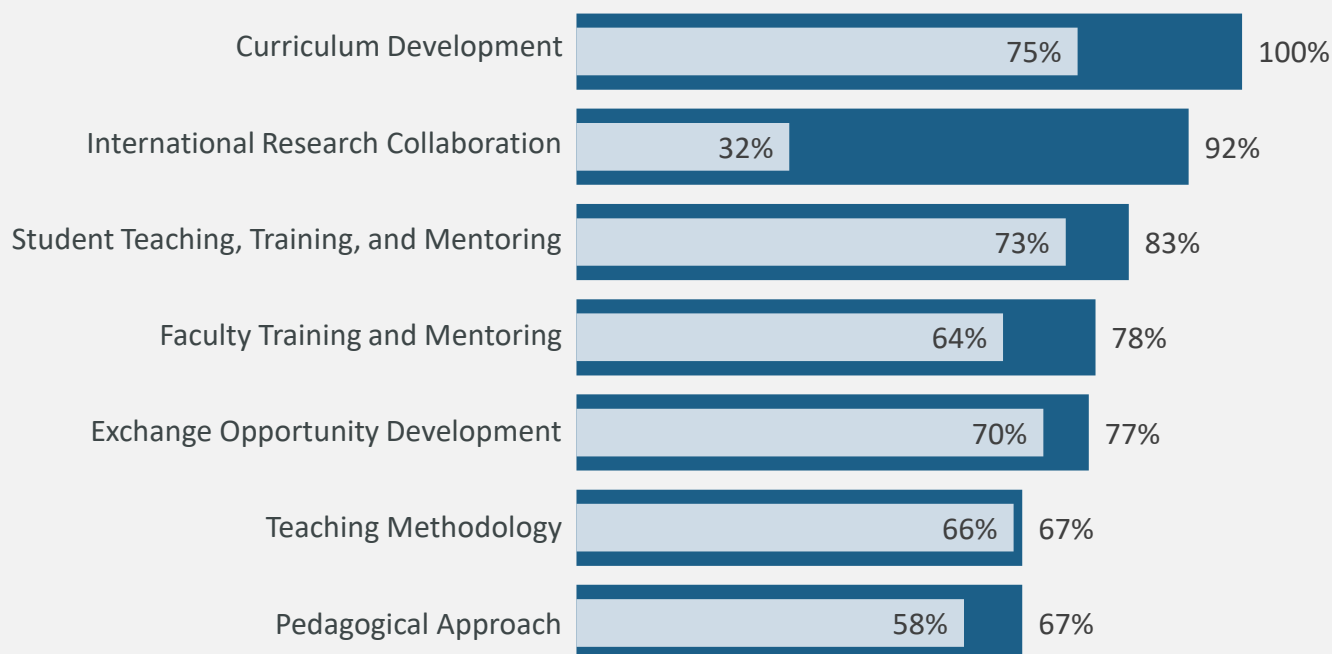 Curriculum Development 75% 100%
International Research Collaboration 32% 92%
Student Teaching, Training, and Mentoring 73% 83%
Faculty Training and Mentoring 64% 78%
Exchange Opportunity Development 70% 77%
Teaching Methodology 66% 67%
Pedagogical Approach 58% 67%